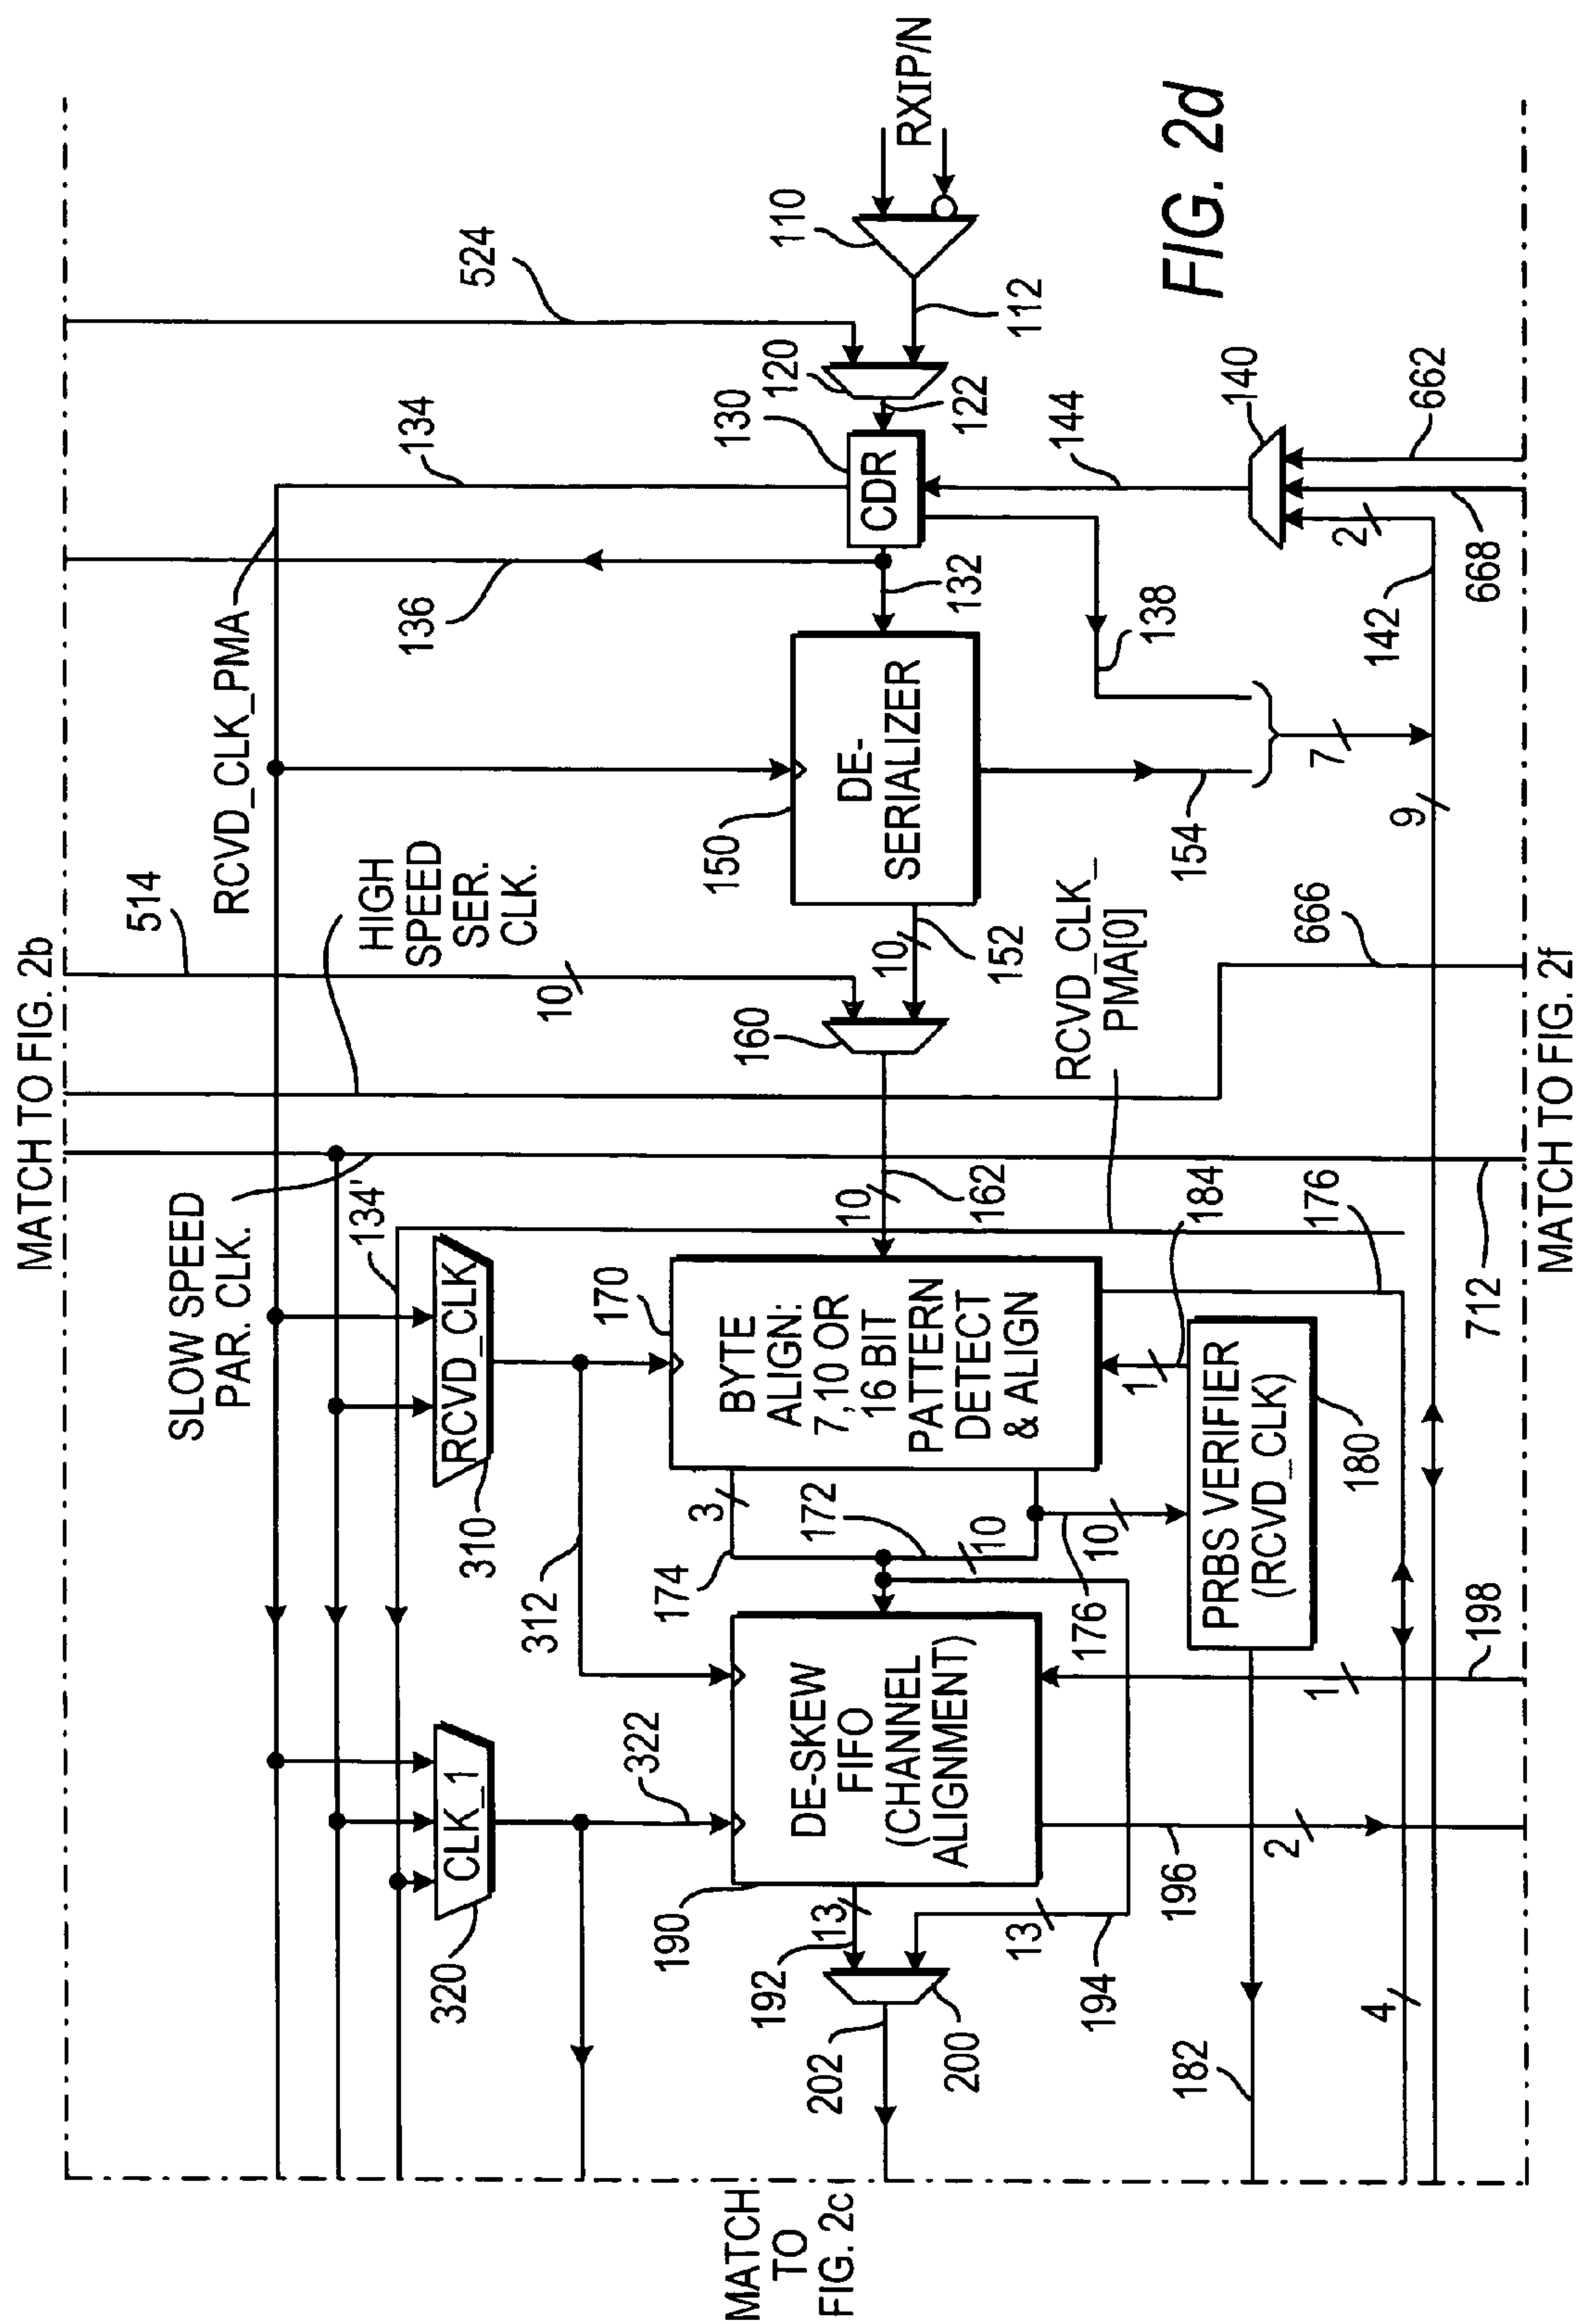 MATCH TO FIG. 2b
514
RCVD_CLK_PMA
136
134
524
HIGH
SPEED
SER.
CLK.
10
SLOW SPEED
PAR. CLK.
134'
RCVD_CLK
310
312
CLK_1
320
322
110
RXIP/N
112
120
122
130
CDR
132
138
144
140
662
668
2
142
DE-
SERIALIZER
150
154
7
9
10
152
160
RCVD_CLK_
PMA[0]
666
10
162
170
BYTE
ALIGN:
7,10 OR
16 BIT
PATTERN
DETECT
& ALIGN
184
1
176
712
3
174
172
10
10
176
PRBS VERIFIER
(RCVD_CLK)
180
198
1
DE-SKEW
FIFO
(CHANNEL
ALIGNMENT)
190
196
2
13
192
13
194
200
202
182
4
MATCH TO FIG. 2f
MATCH
TO
FIG. 2c
FIG. 2d